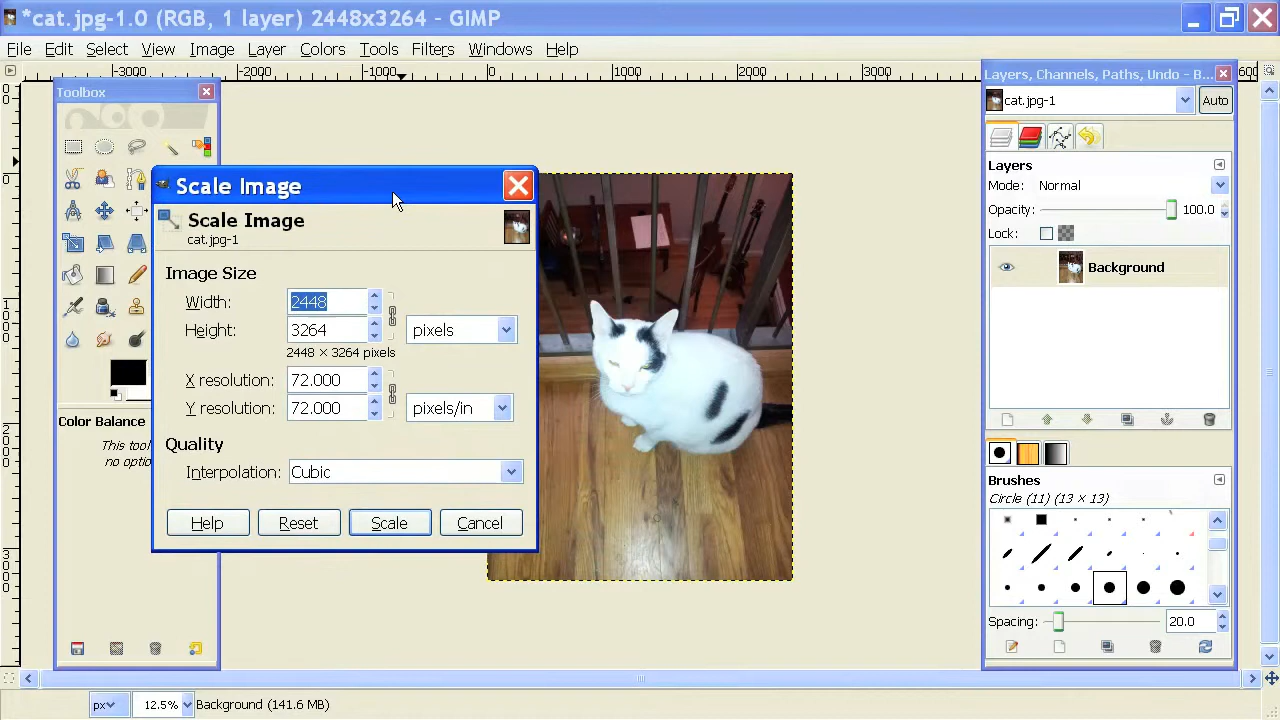 *cat.jpg-1.0 (RGB, 1 layer) 2448x3264 - GIMP
File Edit Select View Image Layer Colors Tools Filters Windows Help
-3000 -2000 -1000 0 1000 2000 3000
Toolbox
Color Balance
This tool
no optio
Scale Image
Scale Image
cat.jpg-1
Image Size
Width: 2448
Height: 3264 pixels
2448 × 3264 pixels
X resolution: 72.000
Y resolution: 72.000 pixels/in
Quality
Interpolation: Cubic
Help Reset Scale Cancel
Layers, Channels, Paths, Undo - B...
cat.jpg-1 Auto
Layers
Mode: Normal
Opacity: 100.0
Lock:
Background
Brushes
Circle (11) (13 × 13)
Spacing: 20.0
px 12.5% Background (141.6 MB)